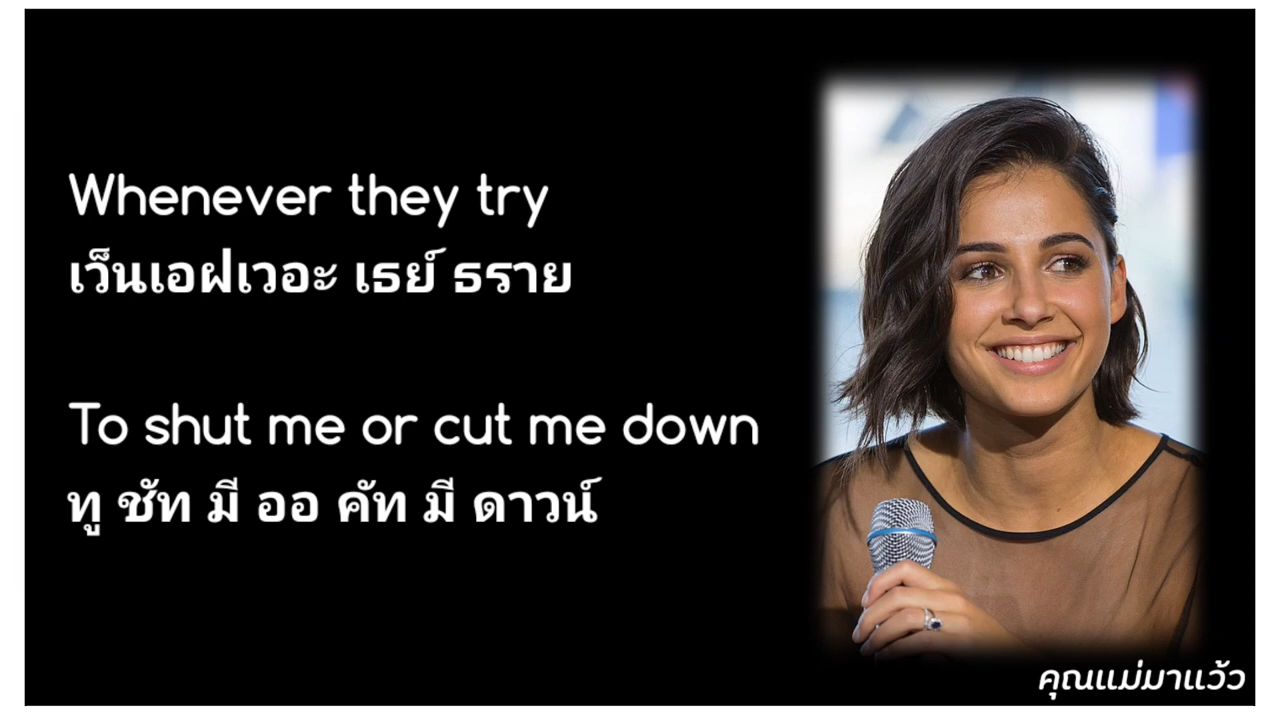 Whenever they try
เว็นเอฝเวอะ เธย์ ธราย
To shut me or cut me down
ทู ชัท มี ออ คัท มี ดาวน์
คุณแม่มาแว้ว